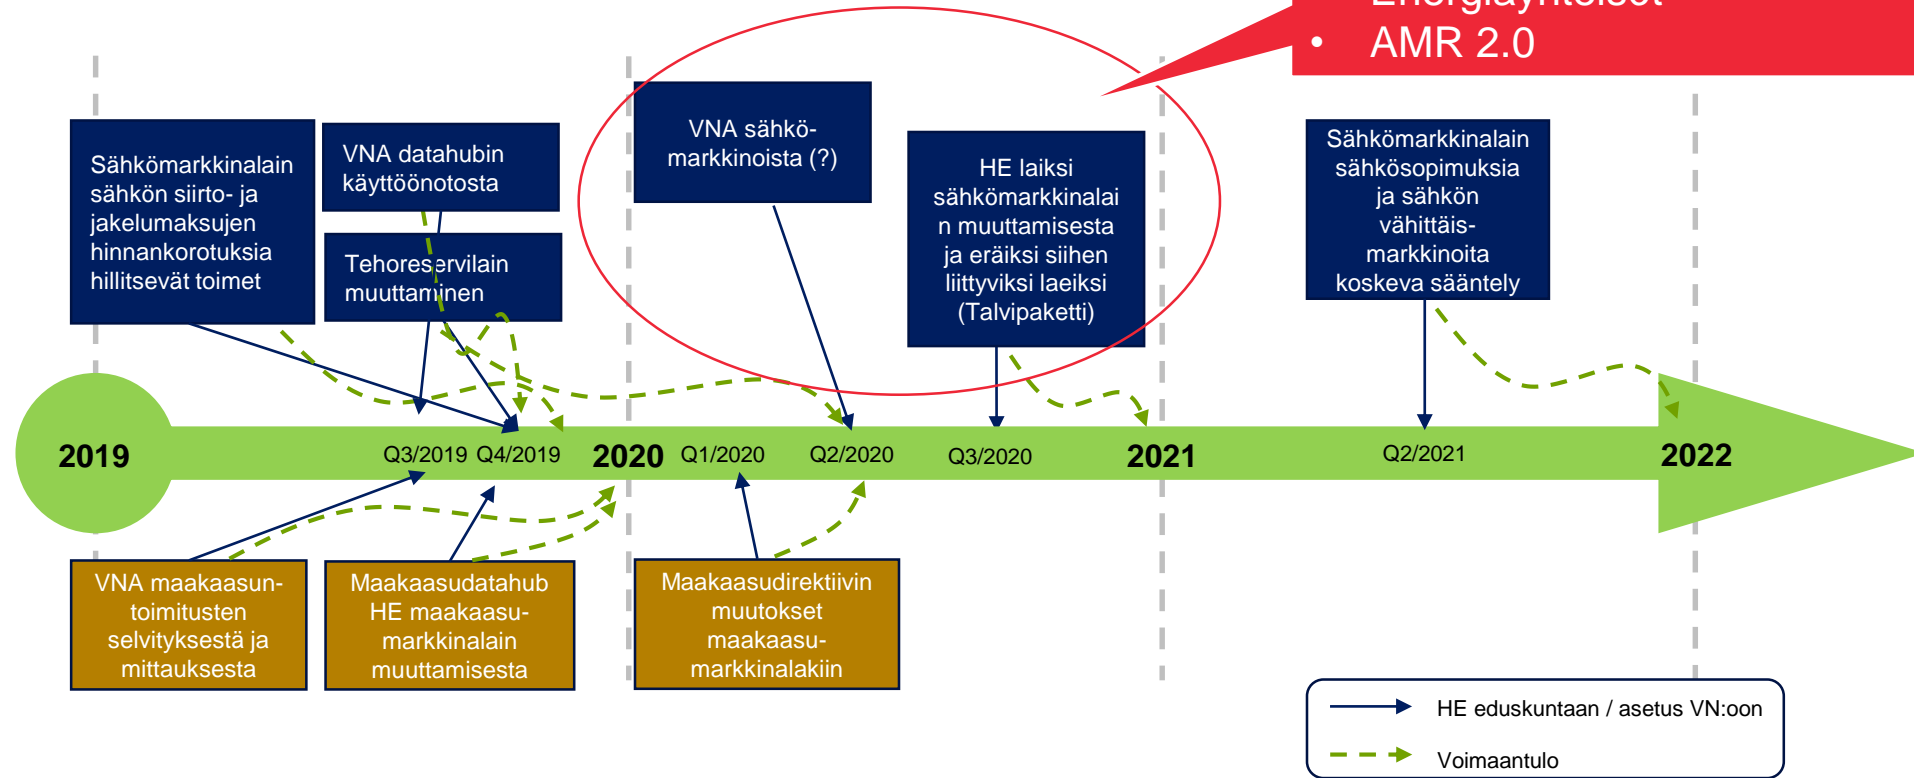 Energiayhteisöt
• AMR 2.0
Sähkömarkkinalain
sähkön siirto- ja
jakelumaksujen
hinnankorotuksia
hillitsevät toimet
VNA datahubin
käyttöönotosta
Tehoreservilain
muuttaminen
VNA sähkö-
markkinoista (?)
HE laiksi
sähkömarkkinalai
n muuttamisesta
ja eräiksi siihen
liittyviksi laeiksi
(Talvipaketti)
Sähkömarkkinalain
sähkösopimuksia
ja sähkön
vähittäis-
markkinoita
koskeva sääntely
2019
Q3/2019
Q4/2019
2020
Q1/2020
Q2/2020
Q3/2020
2021
Q2/2021
2022
VNA maakaasun-
toimitusten
selvityksestä ja
mittauksesta
Maakaasudatahub
HE maakaasu-
markkinalain
muuttamisesta
Maakaasudirektiivin
muutokset
maakaasu-
markkinalakiin
HE eduskuntaan / asetus VN:oon
Voimaantulo